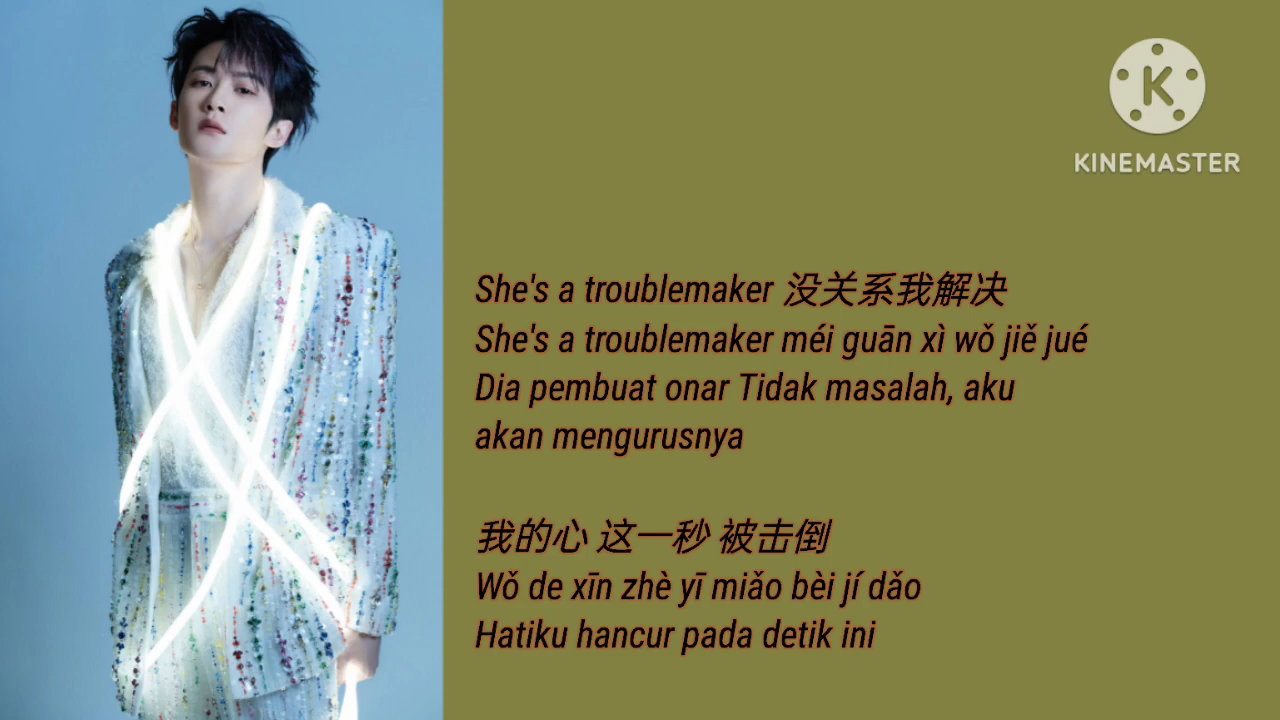 KINEMASTER
She's a troublemaker 没关系我解决
She's a troublemaker méi guān xì wǒ jiě jué
Dia pembuat onar Tidak masalah, aku
akan mengurusnya
我的心 这一秒 被击倒
Wǒ de xīn zhè yī miǎo bèi jí dǎo
Hatiku hancur pada detik ini